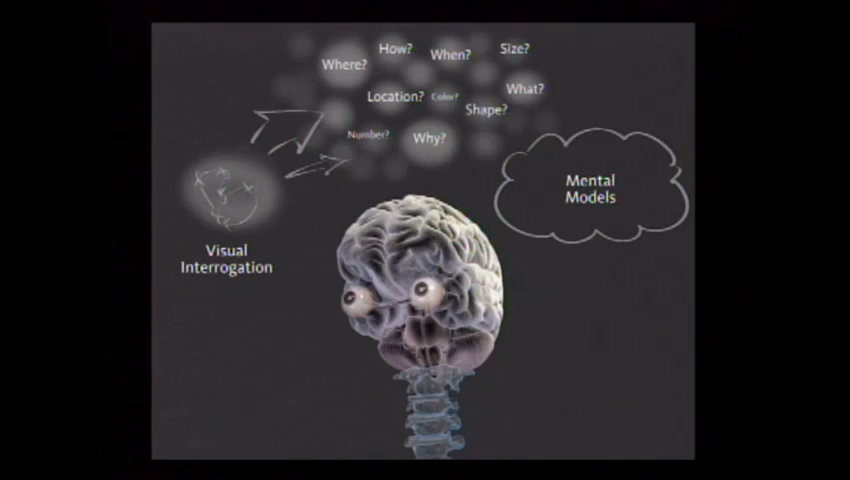 How?
When?
Size?
Where?
What?
Location?
Color?
Shape?
Number?
Why?
Mental
Models
Visual
Interrogation